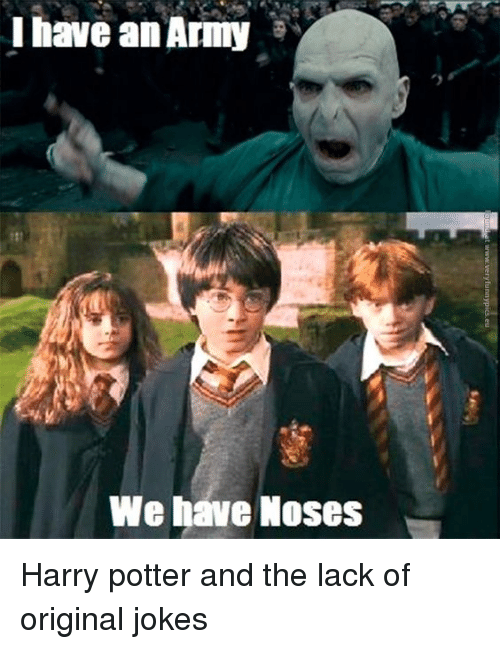 I have an Army
We have Noses
Harry potter and the lack of
original jokes